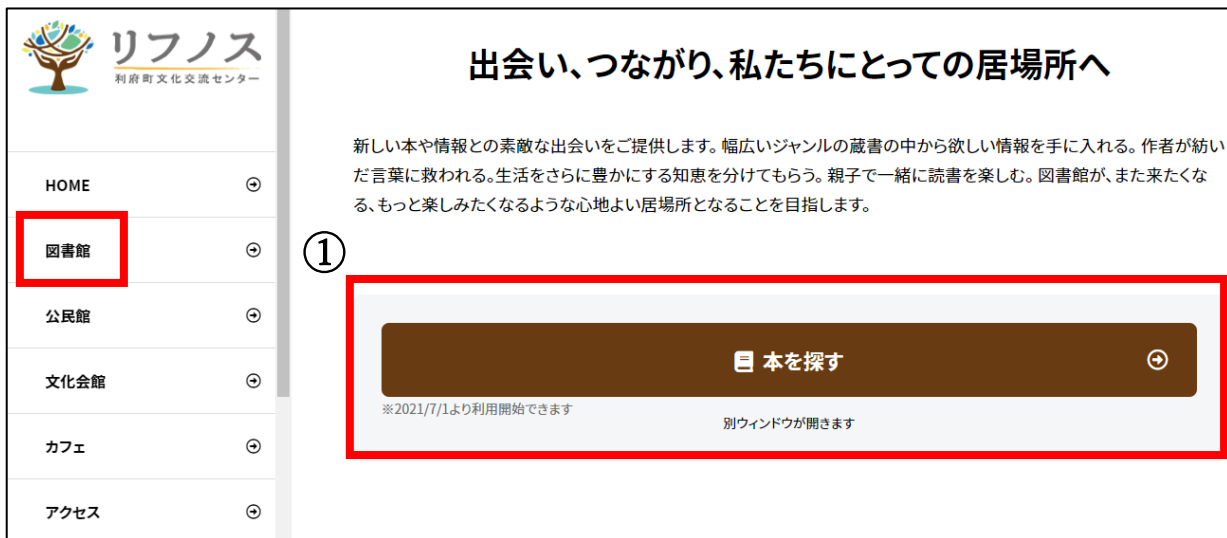 リフノス
利府町文化交流センター
HOME
図書館
公民館
文化会館
カフェ
アクセス
出会い、つながり、私たちにとっての居場所へ
新しい本や情報との素敵な出会いをご提供します。幅広いジャンルの蔵書の中から欲しい情報を手に入れる。作者が紡い
だ言葉に救われる。生活をさらに豊かにする知恵を分けてもらう。親子で一緒に読書を楽しむ。図書館が、また来たくな
る、もっと楽しみたくなるような心地よい居場所となることを目指します。
①
本を探す
※2021/7/1より利用開始できます
別ウィンドウが開きます